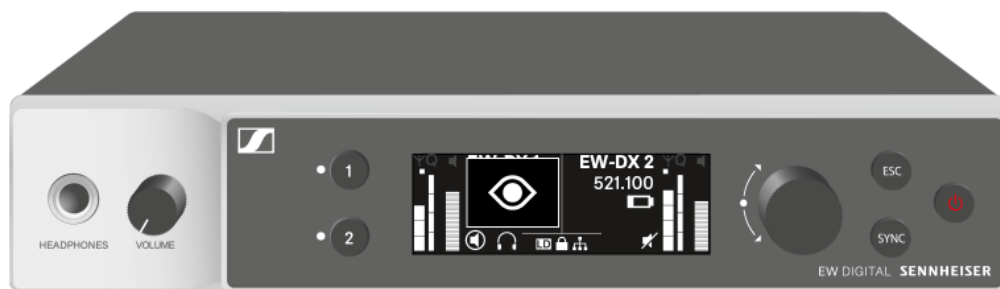 1
2
HEADPHONES
VOLUME
EW-DX 2
521.100
LD
ESC
SYNC
EW DIGITAL SENNHEISER